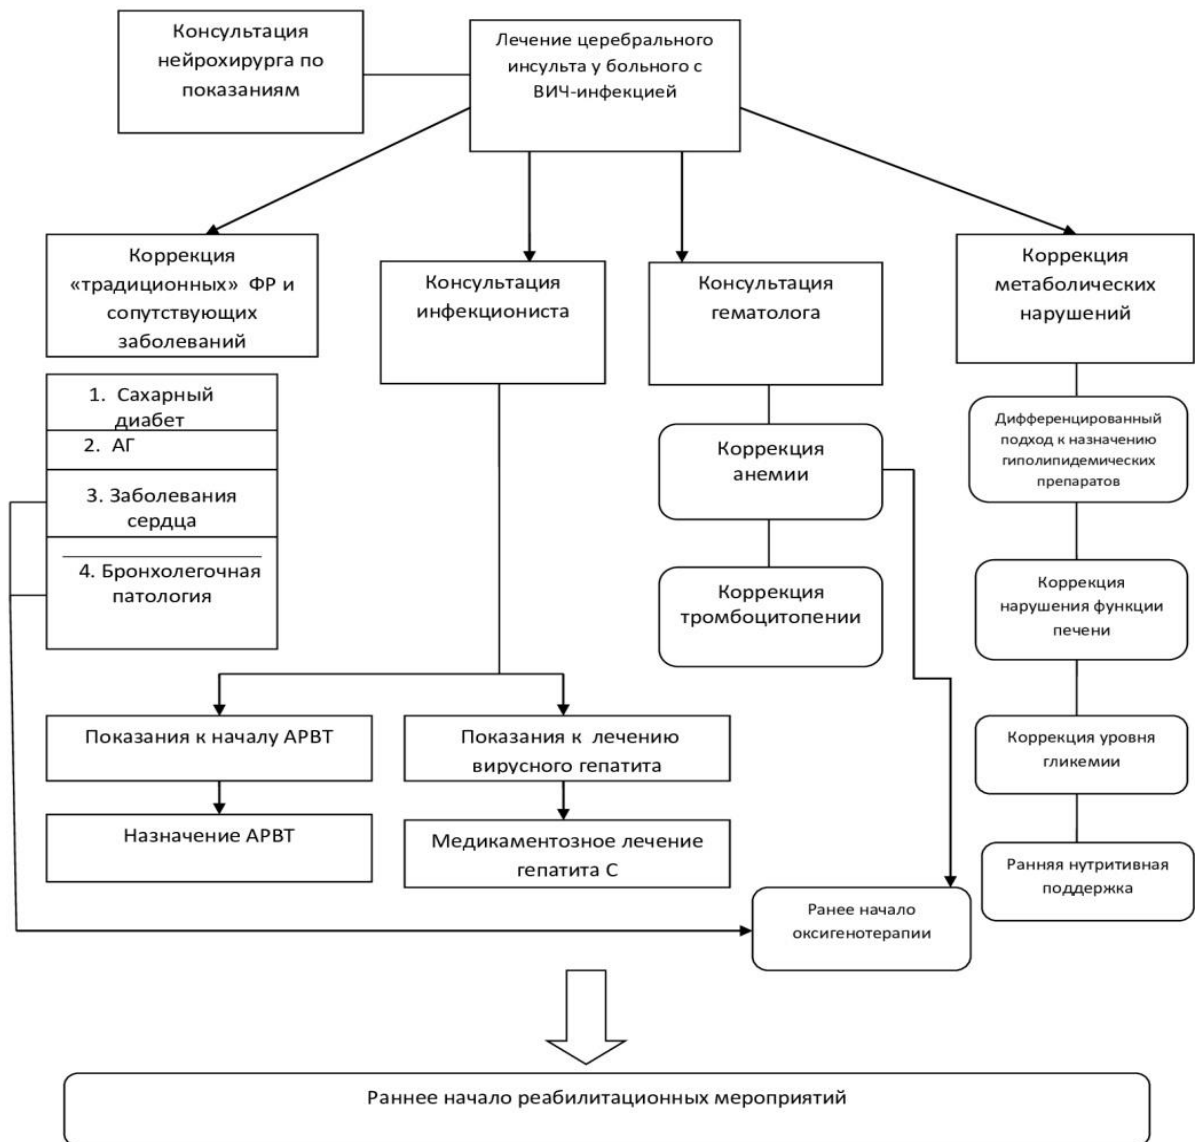 Консультация
нейрохирурга по
показаниям
Лечение церебрального
инсульта у больного с
ВИЧ-инфекцией
Коррекция
«традиционных» ФР и
сопутствующих
заболеваний
Консультация
инфекциониста
Консультация
гематолога
Коррекция
метаболических
нарушений
1. Сахарный
диабет
2. АГ
3. Заболевания
сердца
4. Бронхолегочная
патология
Коррекция
анемии
Коррекция
тромбоцитопении
Дифференцированный
подход к назначению
гиполипидемических
препаратов
Коррекция
нарушения функции
печени
Коррекция уровня
гликемии
Ранняя нутритивная
поддержка
Показания к началу АРВТ
Назначение АРВТ
Показания к лечению
вирусного гепатита
Медикаментозное лечение
гепатита С
Ранее начало
оксигенотерапии
Раннее начало реабилитационных мероприятий